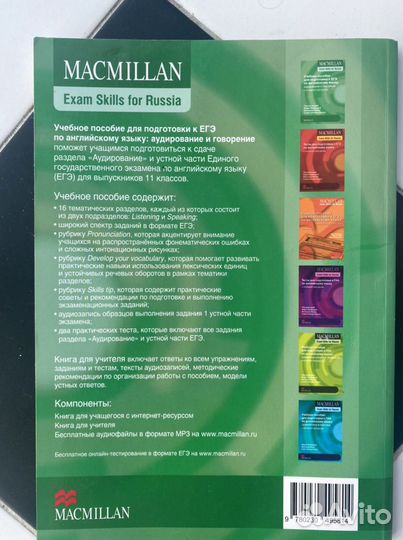 MACMILLAN
Exam Skills for Russia
Учебное пособие для подготовки к ЕГЭ
по английскому языку: аудирование и говорение
поможет учащимся подготовиться к сдаче
раздела «Аудирование» и устной части Единого
государственного экзамена по английскому языку
(ЕГЭ) для выпускников 11 классов.
Учебное пособие содержит:
• 16 тематических разделов, каждый из которых состоит
из двух подразделов: Listening и Speaking;
• широкий спектр заданий в формате ЕГЭ;
• рубрику Pronunciation, которая акцентирует внимание
учащихся на распространённых фонетических ошибках
и сложных интонационных рисунках;
• рубрику Develop your vocabulary, которая помогает развивать
практические навыки использования лексических единиц
и устойчивых речевых оборотов в рамках тематики
разделов;
• рубрику Skills tip, которая содержит практические
советы и рекомендации по подготовке и выполнению
экзаменационных заданий;
• аудиозапись образцов выполнения задания 1 устной части
экзамена;
• два практических теста, которые включают все задания
раздела «Аудирование» и устной части ЕГЭ.
Книга для учителя включает ответы ко всем упражнениям,
заданиям и тестам, тексты аудиозаписей, методические
рекомендации по организации работы с пособием, модели
устных ответов.
Компоненты:
Книга для учащегося с интернет-ресурсом
Книга для учителя
Бесплатные аудиофайлы в формате MP3 на www.macmillan.ru
Бесплатное онлайн-тестирование в формате ЕГЭ на www.macmillan.ru
MACMILLAN
Avito